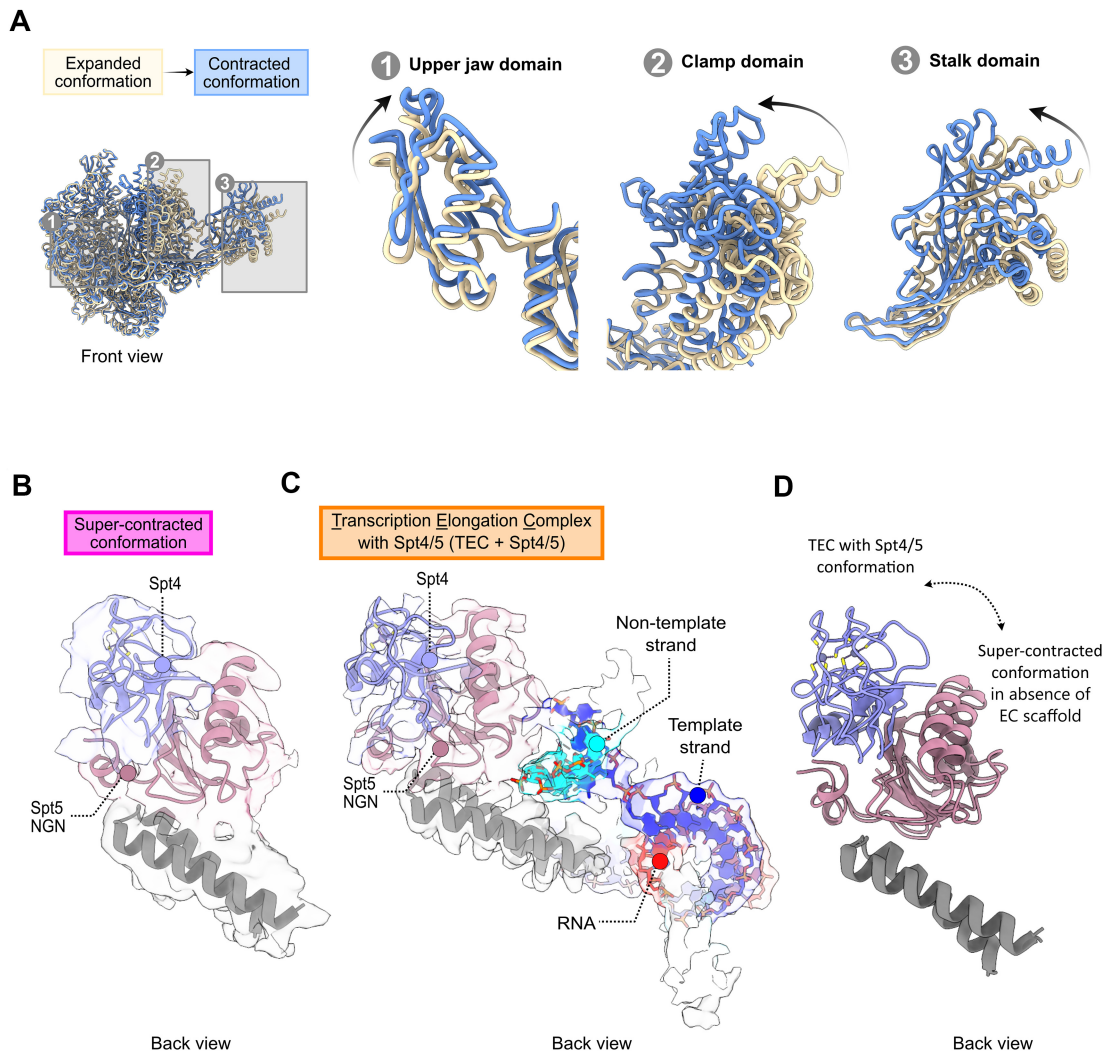 A
Expanded
conformation
Contracted
conformation
1 Upper jaw domain
2 Clamp domain
3 Stalk domain
2
3
1
Front view
B
C
D
Super-contracted
conformation
Transcription Elongation Complex
with Spt4/5 (TEC + Spt4/5)
TEC with Spt4/5
conformation
Spt4
Spt4
Non-template
strand
Super-contracted
conformation
in absence of
EC scaffold
Template
strand
Spt5
NGN
Spt5
NGN
RNA
Back view
Back view
Back view